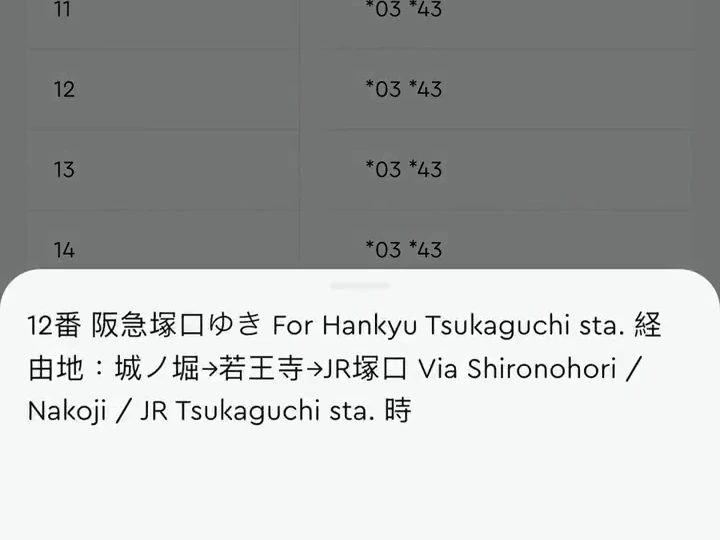 11 *03 *43
12 *03 *43
13 *03 *43
14 *03 *43
12番 阪急塚口ゆき For Hankyu Tsukaguchi sta. 経
由地：城ノ堀→若王寺→JR塚口 Via Shironohori /
Nakoji / JR Tsukaguchi sta. 時